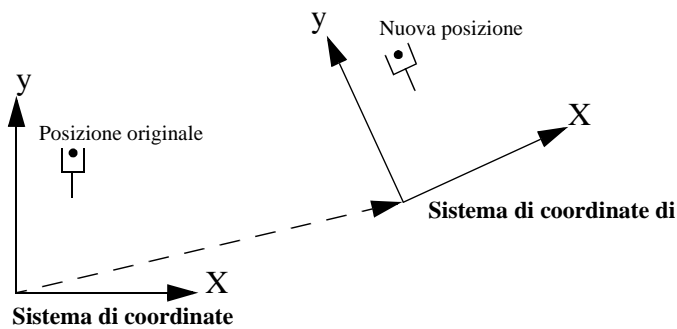 Nuova posizione
y
y
X
Posizione originale
Sistema di coordinate di
X
Sistema di coordinate